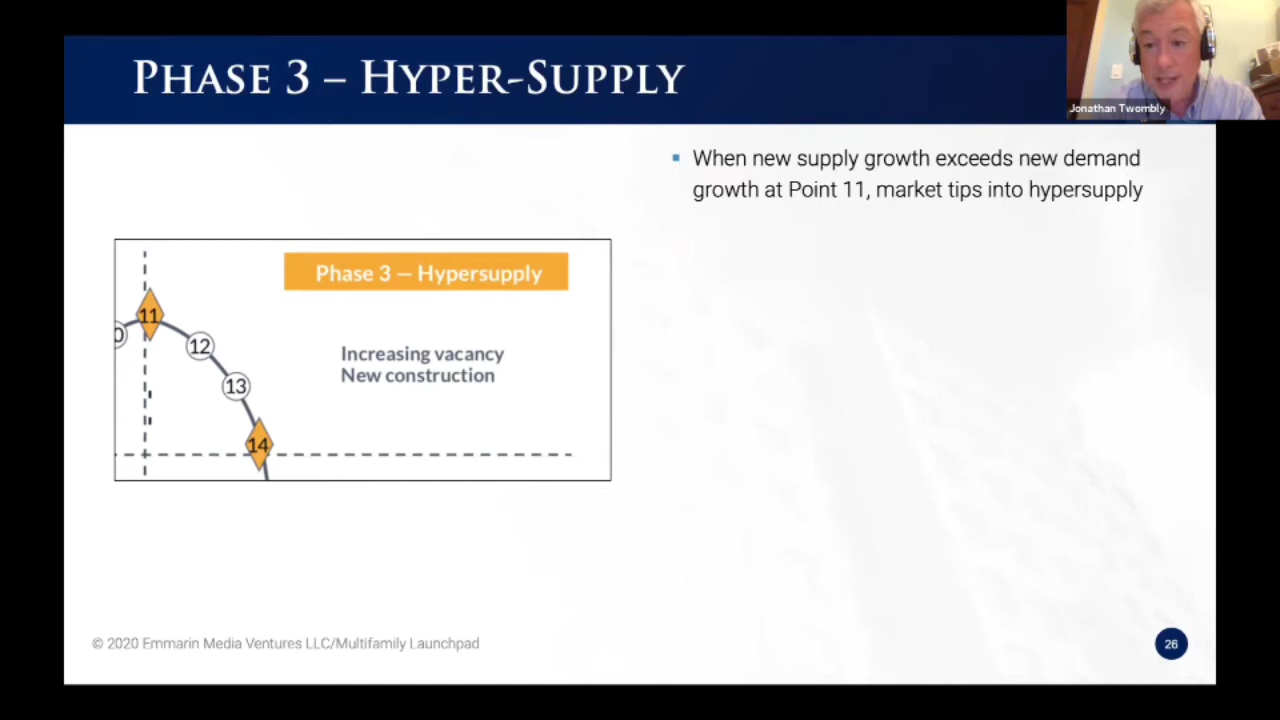 PHASE 3 – HYPER-SUPPLY
Jonathan Twombly
▪ When new supply growth exceeds new demand
growth at Point 11, market tips into hypersupply
Phase 3 — Hypersupply
11
0
12
Increasing vacancy
New construction
13
14
© 2020 Emmarin Media Ventures LLC/Multifamily Launchpad
26